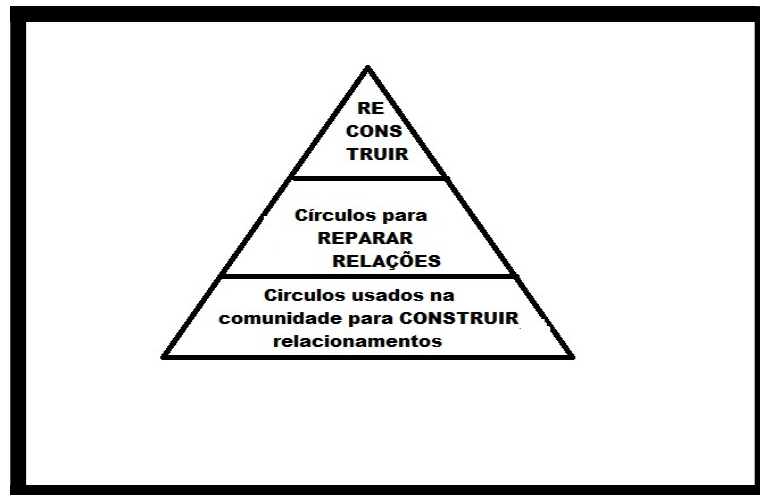 RE
CONS
TRUIR
Círculos para
REPARAR
RELAÇÕES
Circulos usados na
comunidade para CONSTRUIR
relacionamentos